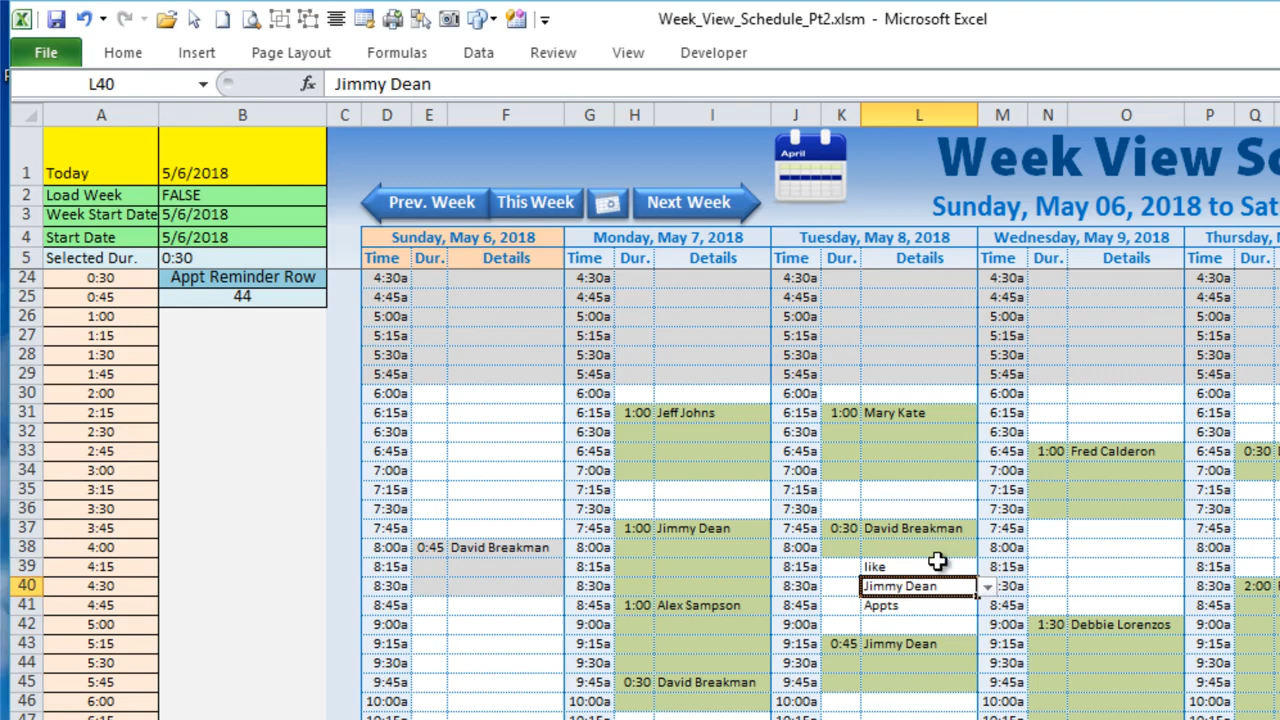 Week_View_Schedule_Pt2.xlsm - Microsoft Excel
File Home Insert Page Layout Formulas Data Review View Developer
L40 fx Jimmy Dean
A B C D E F G H I J K L M N O P Q
1 Today 5/6/2018 April Week View Sc
2 Load Week FALSE Prev. Week This Week Next Week
3 Week Start Date 5/6/2018 Sunday, May 06, 2018 to Sat
4 Start Date 5/6/2018 Sunday, May 6, 2018 Monday, May 7, 2018 Tuesday, May 8, 2018 Wednesday, May 9, 2018 Thursday,
5 Selected Dur. 0:30 Time Dur. Details Time Dur. Details Time Dur. Details Time Dur. Details Time Dur.
24 0:30 Appt Reminder Row 4:30a 4:30a 4:30a 4:30a 4:30a
25 0:45 44 4:45a 4:45a 4:45a 4:45a 4:45a
26 1:00 5:00a 5:00a 5:00a 5:00a 5:00a
27 1:15 5:15a 5:15a 5:15a 5:15a 5:15a
28 1:30 5:30a 5:30a 5:30a 5:30a 5:30a
29 1:45 5:45a 5:45a 5:45a 5:45a 5:45a
30 2:00 6:00a 6:00a 6:00a 6:00a 6:00a
31 2:15 6:15a 6:15a 1:00 Jeff Johns 6:15a 1:00 Mary Kate 6:15a 6:15a
32 2:30 6:30a 6:30a 6:30a 6:30a 6:30a
33 2:45 6:45a 6:45a 6:45a 6:45a 1:00 Fred Calderon 6:45a 0:30
34 3:00 7:00a 7:00a 7:00a 7:00a 7:00a
35 3:15 7:15a 7:15a 7:15a 7:15a 7:15a
36 3:30 7:30a 7:30a 7:30a 7:30a 7:30a
37 3:45 7:45a 7:45a 1:00 Jimmy Dean 7:45a 0:30 David Breakman 7:45a 7:45a
38 4:00 8:00a 0:45 David Breakman 8:00a 8:00a 8:00a 8:00a
39 4:15 8:15a 8:15a 8:15a like 8:15a 8:15a
40 4:30 8:30a 8:30a 8:30a Jimmy Dean :30a 8:30a 2:00
41 4:45 8:45a 8:45a 1:00 Alex Sampson 8:45a Appts 8:45a 8:45a
42 5:00 9:00a 9:00a 9:00a 9:00a 1:30 Debbie Lorenzos 9:00a
43 5:15 9:15a 9:15a 9:15a 0:45 Jimmy Dean 9:15a 9:15a
44 5:30 9:30a 9:30a 9:30a 9:30a 9:30a
45 5:45 9:45a 9:45a 0:30 David Breakman 9:45a 9:45a 9:45a
46 6:00 10:00a 10:00a 10:00a 10:00a 10:00a